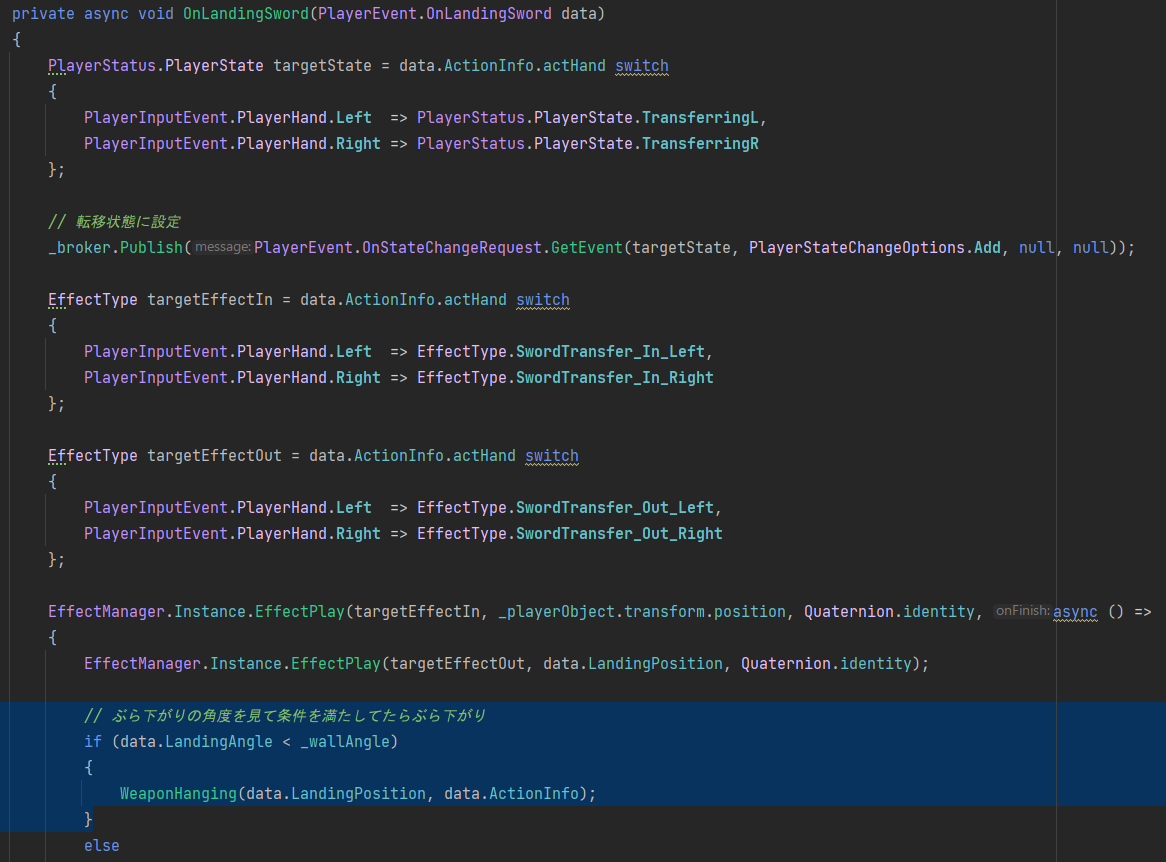 private async void OnLandingSword(PlayerEvent.OnLandingSword data)
{
    PlayerStatus.PlayerState targetState = data.ActionInfo.actHand switch
    {
        PlayerInputEvent.PlayerHand.Left  => PlayerStatus.PlayerState.TransferringL,
        PlayerInputEvent.PlayerHand.Right => PlayerStatus.PlayerState.TransferringR
    };

    // 転移状態に設定
    _broker.Publish(message:PlayerEvent.OnStateChangeRequest.GetEvent(targetState, PlayerStateChangeOptions.Add, null, null));

    EffectType targetEffectIn = data.ActionInfo.actHand switch
    {
        PlayerInputEvent.PlayerHand.Left  => EffectType.SwordTransfer_In_Left,
        PlayerInputEvent.PlayerHand.Right => EffectType.SwordTransfer_In_Right
    };

    EffectType targetEffectOut = data.ActionInfo.actHand switch
    {
        PlayerInputEvent.PlayerHand.Left  => EffectType.SwordTransfer_Out_Left,
        PlayerInputEvent.PlayerHand.Right => EffectType.SwordTransfer_Out_Right
    };

    EffectManager.Instance.EffectPlay(targetEffectIn, _playerObject.transform.position, Quaternion.identity, onFinish:async () =>
    {
        EffectManager.Instance.EffectPlay(targetEffectOut, data.LandingPosition, Quaternion.identity);

        // ぶら下がりの角度を見て条件を満たしてたらぶら下がり
        if (data.LandingAngle < _wallAngle)
        {
            WeaponHanging(data.LandingPosition, data.ActionInfo);
        }
        else